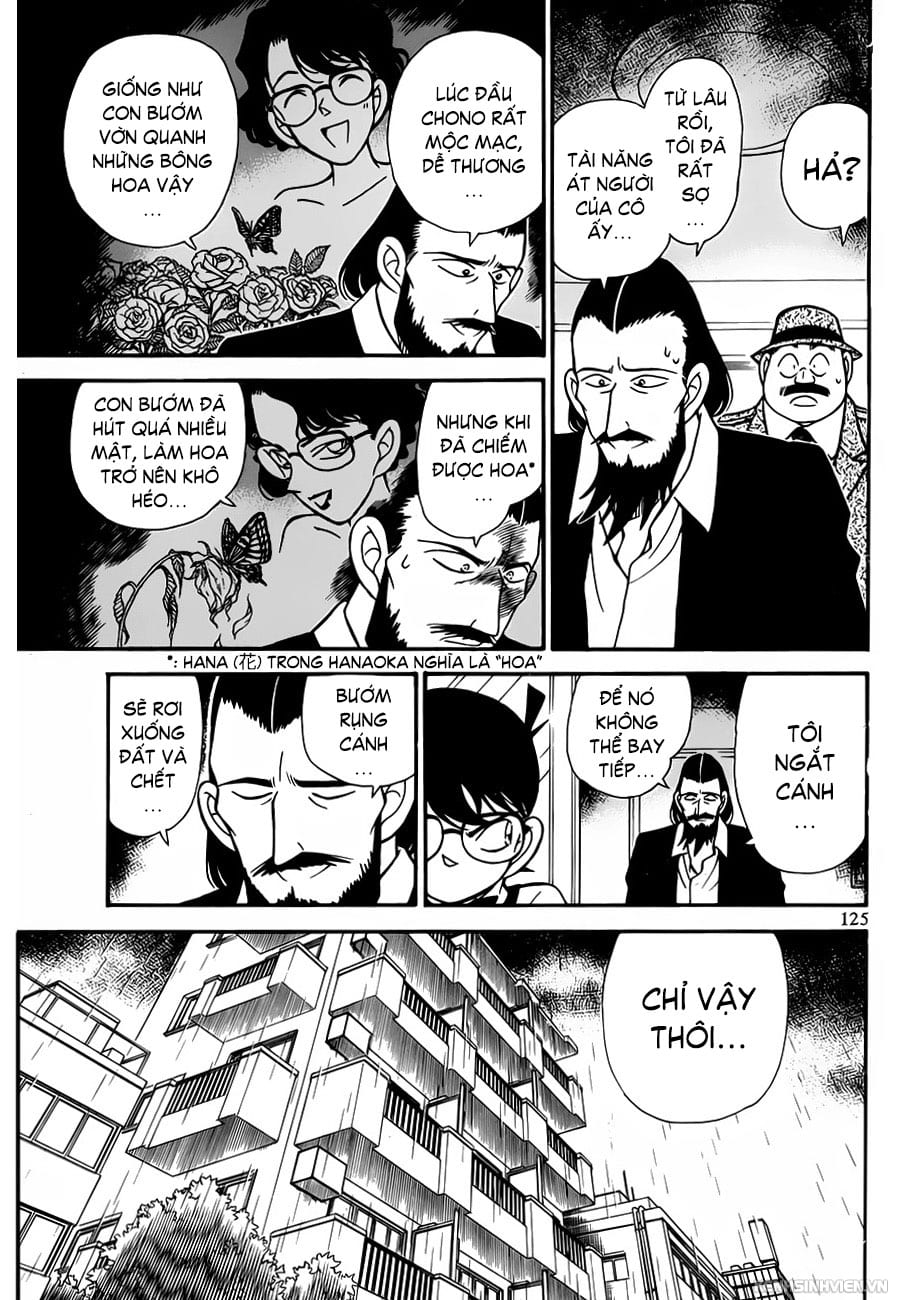 HẢ?
TỪ LÂU
RỒI,
TÔI ĐÃ
RẤT
SỢ
...
TÀI NĂNG
ÁT NGƯỜI
CỦA CÔ
ẤY...
LÚC ĐẦU
CHONO RẤT
MỘC MẠC,
DỄ THƯƠNG
...
GIỐNG NHƯ
CON BƯỚM
VỜN QUANH
NHỮNG BÔNG
HOA VẬY
...
NHƯNG KHI
ĐÃ CHIẾM
ĐƯỢC HOA*
...
CON BƯỚM ĐÃ
HÚT QUÁ NHIỀU
MẬT, LÀM HOA
TRỞ NÊN KHÔ
HÉO...
*: HANA (花) TRONG HANAOKA NGHĨA LÀ "HOA"
TÔI
NGẮT
CÁNH
...
ĐỂ NÓ
KHÔNG
THỂ BAY
TIẾP...
BƯỚM
RỤNG
CÁNH
...
SẼ RƠI
XUỐNG
ĐẤT VÀ
CHẾT
...
125
CHỈ VẬY
THÔI...